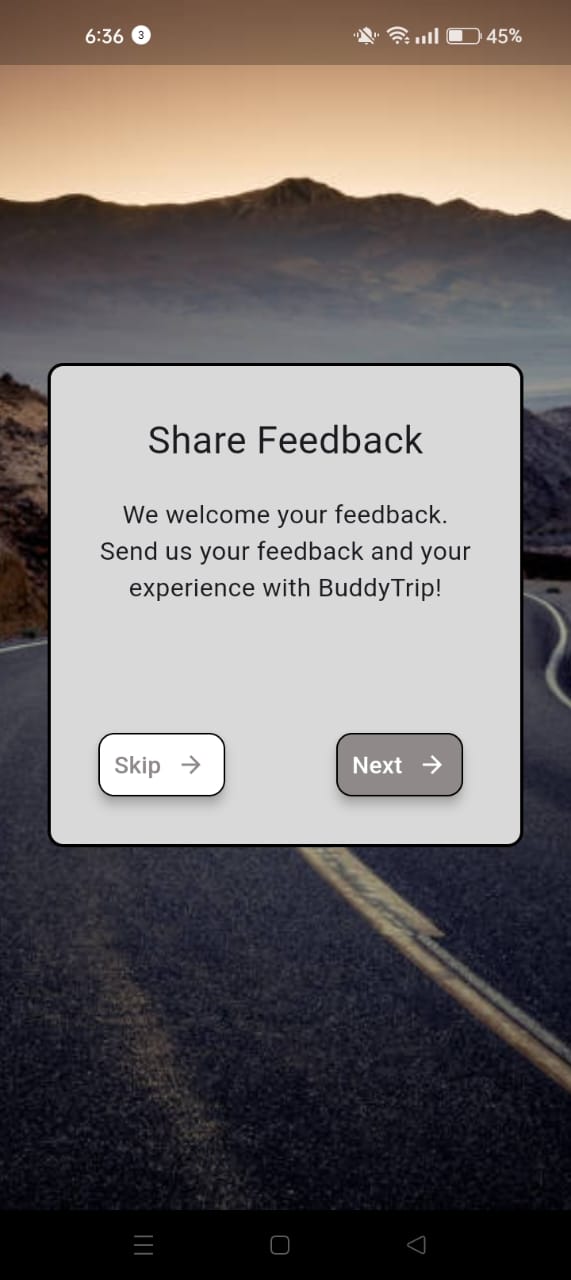 6:36 3 45%
Share Feedback
We welcome your feedback.
Send us your feedback and your
experience with BuddyTrip!
Skip Next